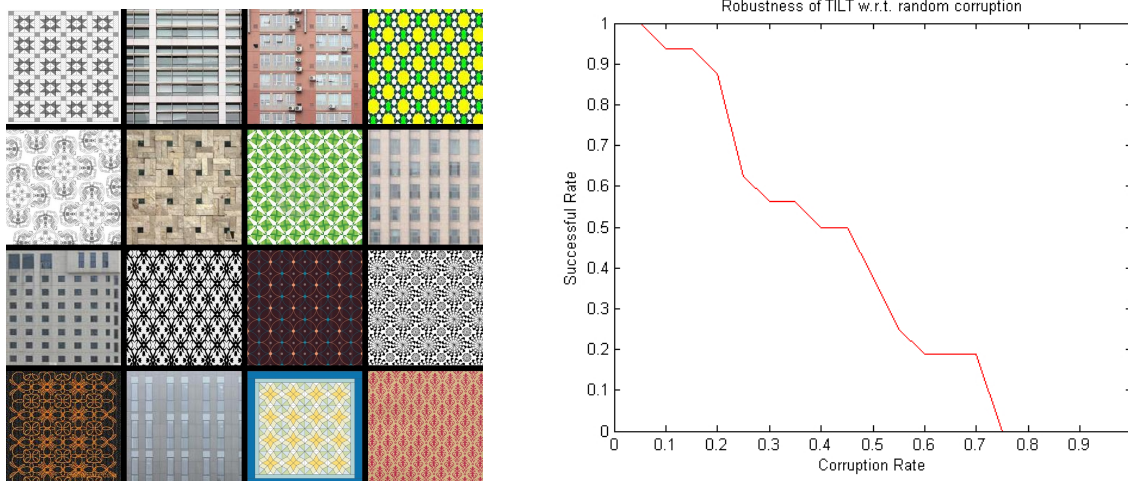 Robustness of TILT w.r.t. random corruption
1
0.9
0.8
0.7
0.6
0.5
0.4
0.3
0.2
0.1
0
Successful Rate
0 0.1 0.2 0.3 0.4 0.5 0.6 0.7 0.8 0.9
Corruption Rate